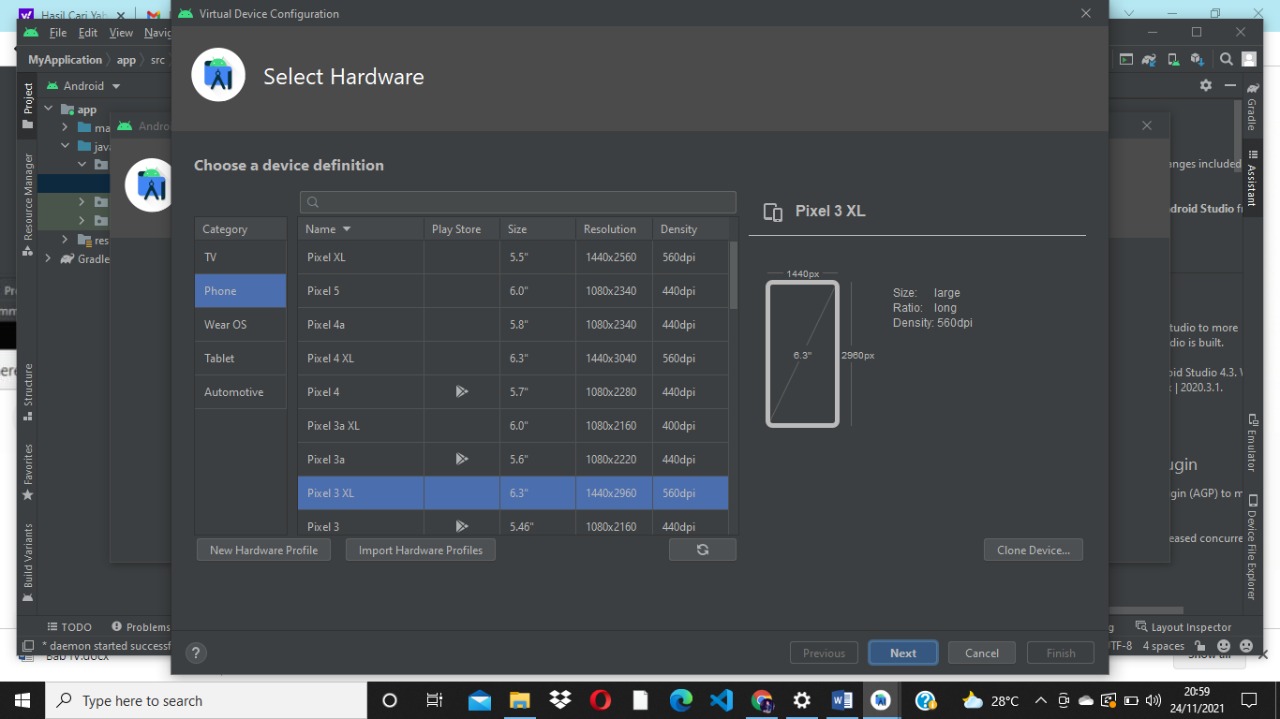 Hasil Cari Yah
Virtual Device Configuration
File Edit View Navig
MyApplication app src
Select Hardware
Android
Project
app
ma
Androi
jav
Gradle
Choose a device definition
anges included
Resource Manager
Assistant
Category
Name Play Store Size Resolution Density
Pixel 3 XL
ndroid Studio fr
res
Gradle
TV
Phone
Wear OS
Tablet
Automotive
Pixel XL 5.5" 1440x2560 560dpi
Pixel 5 6.0" 1080x2340 440dpi
Pixel 4a 5.8" 1080x2340 440dpi
Pixel 4 XL 6.3" 1440x3040 560dpi
Pixel 4 5.7" 1080x2280 440dpi
Pixel 3a XL 6.0" 1080x2160 400dpi
Pixel 3a 5.6" 1080x2220 440dpi
Pixel 3 XL 6.3" 1440x2960 560dpi
Pixel 3 5.46" 1080x2160 440dpi
1440px
6.3"
2960px
Size: large
Ratio: long
Density: 560dpi
tudio to more
dio is built.
oid Studio 4.3. W
| 2020.3.1.
Structure
Favorites
Build Variants
Emulator
Device File Explorer
ugin
gin (AGP) to m
eased concurre
New Hardware Profile Import Hardware Profiles Clone Device...
TODO Problems
Layout Inspector
* daemon started successf
UTF-8 4 spaces
? Previous Next Cancel Finish
Bab IV.docx
Show all
Type here to search
28°C
20:59
24/11/2021